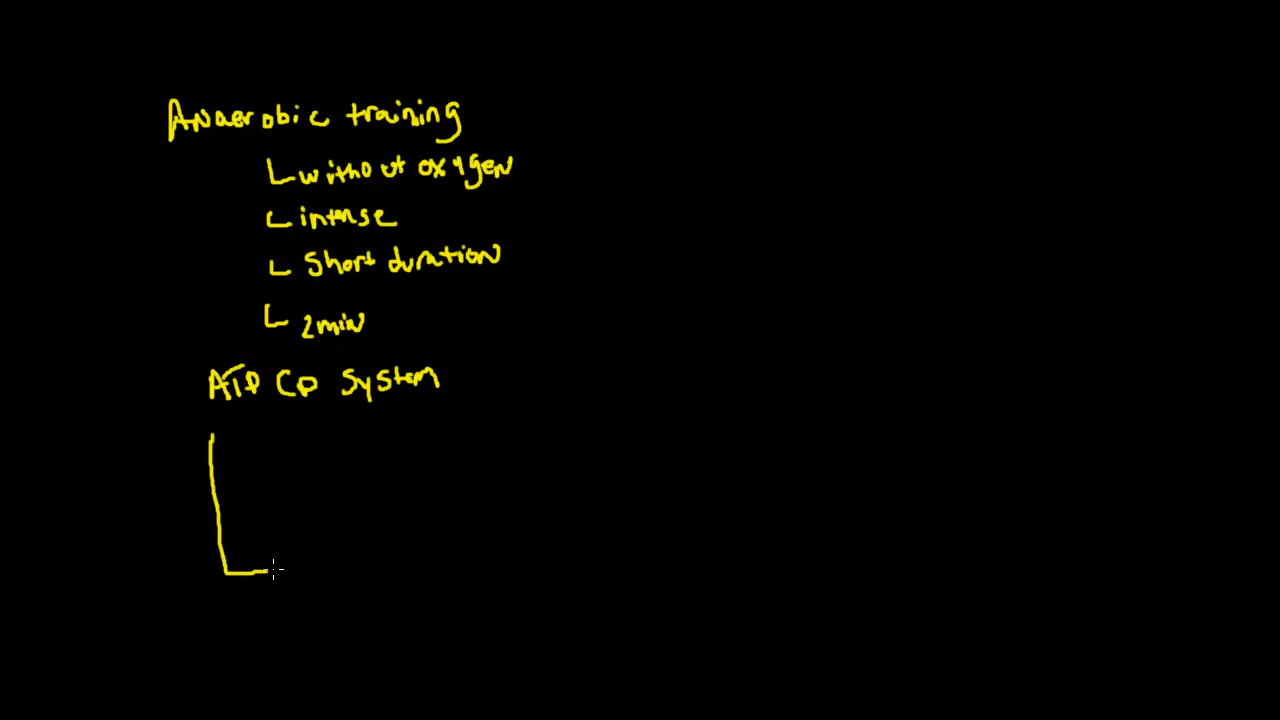 Anaerobic training
without oxygen
intense
short duration
2min
ATP CP System